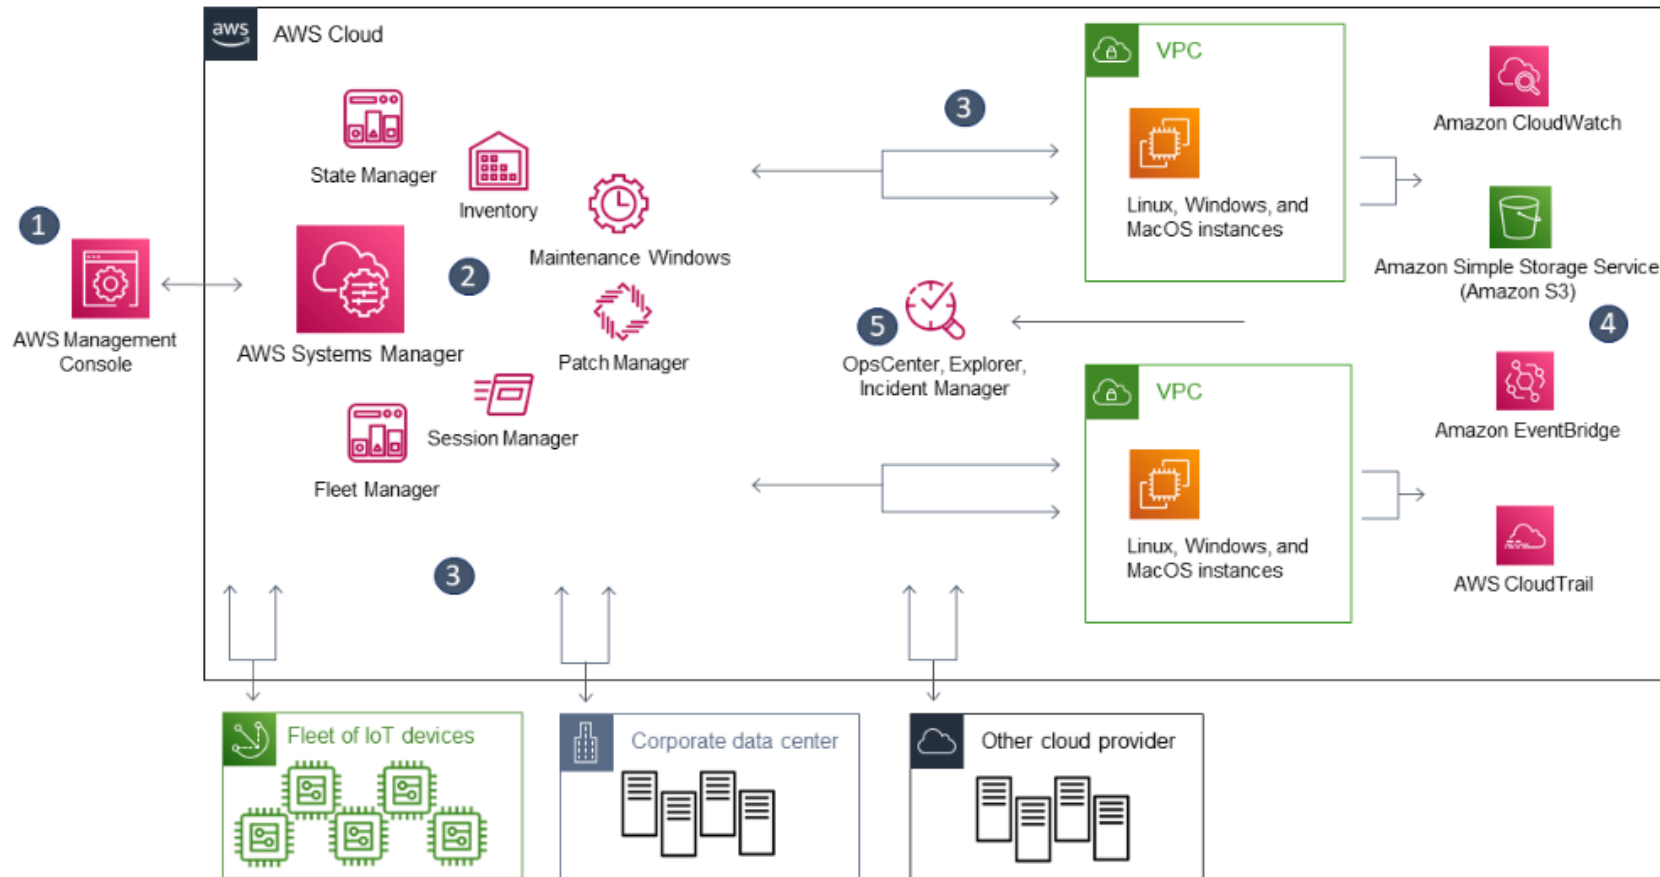 aws
AWS Cloud
VPC
Amazon CloudWatch
3
State Manager
Inventory
Linux, Windows, and
MacOS instances
1
Maintenance Windows
2
Amazon Simple Storage Service
(Amazon S3)
AWS Management
Console
AWS Systems Manager
Patch Manager
5
OpsCenter, Explorer,
Incident Manager
4
VPC
Session Manager
Amazon EventBridge
Fleet Manager
Linux, Windows, and
MacOS instances
3
AWS CloudTrail
Fleet of IoT devices
Corporate data center
Other cloud provider